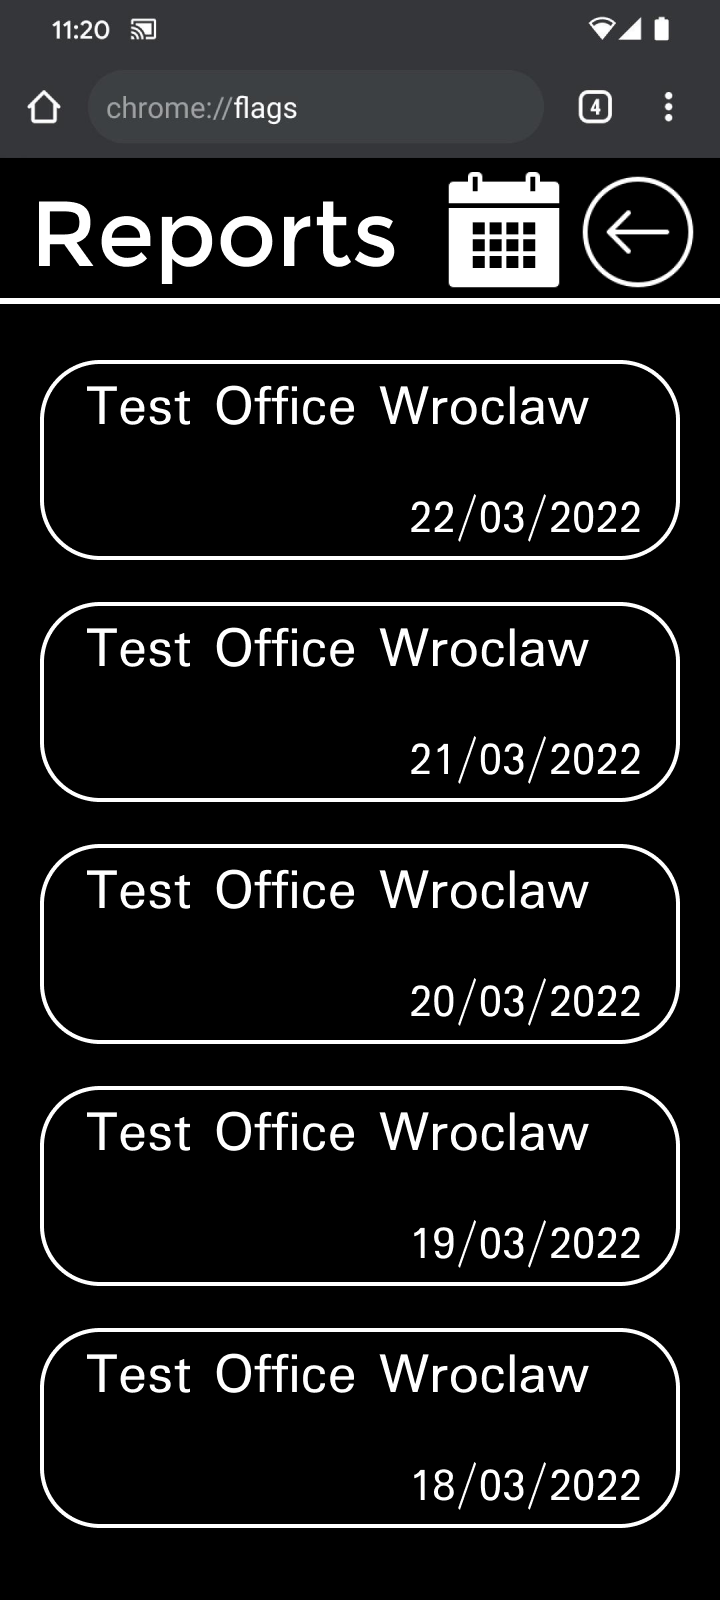 11:20
chrome://flags
4
Reports
Test Office Wroclaw
22/03/2022
Test Office Wroclaw
21/03/2022
Test Office Wroclaw
20/03/2022
Test Office Wroclaw
19/03/2022
Test Office Wroclaw
18/03/2022